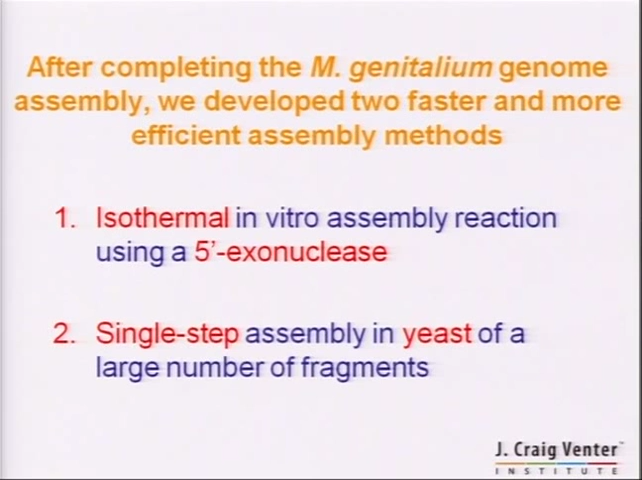 After completing the M. genitalium genome
assembly, we developed two faster and more
efficient assembly methods
1. Isothermal in vitro assembly reaction
using a 5'-exonuclease
2. Single-step assembly in yeast of a
large number of fragments
J. Craig Venter™
INSTITUTE